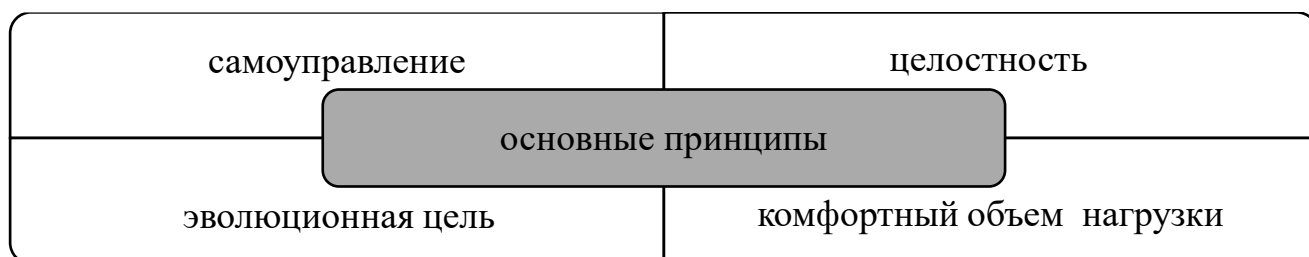 самоуправление
целостность
основные принципы
эволюционная цель
комфортный объем нагрузки